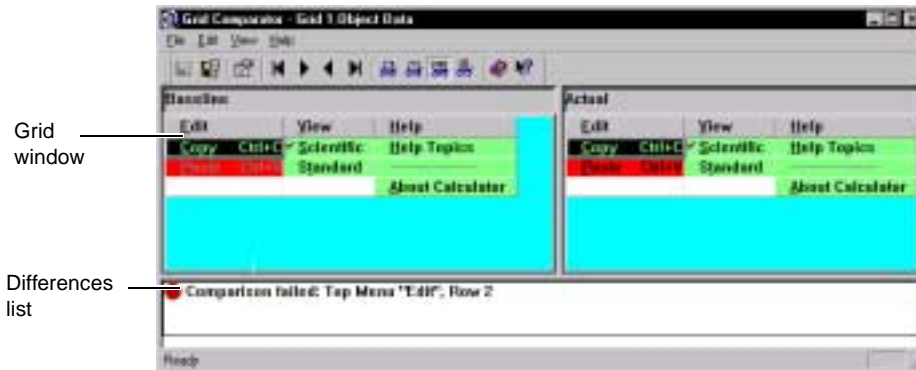 Grid Comparator - Grid 1 Object Data
File Edit View Help
Baseline
Actual
Edit View Help
Copy Ctrl+C ✓ Scientific Help Topics
Paste Ctrl+V Standard
About Calculator
Edit View Help
Copy Ctrl+C ✓ Scientific Help Topics
Paste Ctrl+V Standard
About Calculator
Grid
window
Differences
list
Comparison failed: Top Menu "Edit", Row 2
Ready